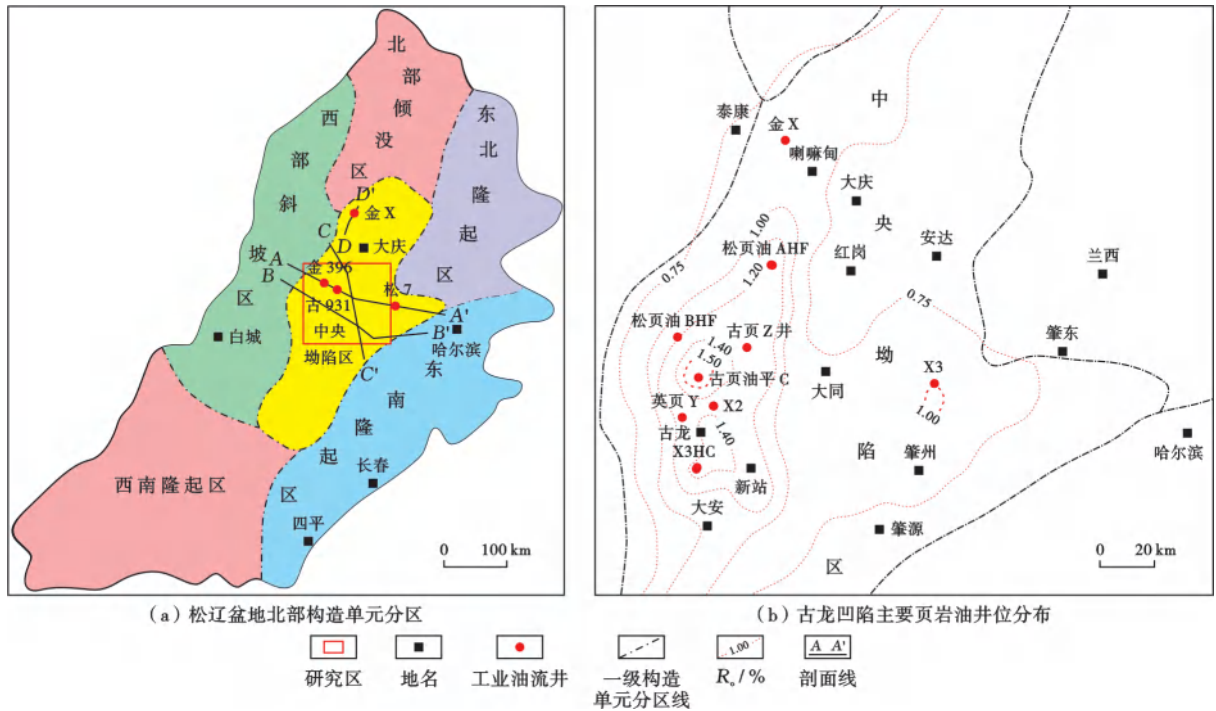 北部倾没区
西部斜坡区
东北隆起区
D'
金 X
C
D
大庆
A
B
金 396
古 931
松 7
中央
坳陷区
A'
B'
C'
白城
哈尔滨
东南隆起区
长春
四平
西南隆起区
0 100 km
(a) 松辽盆地北部构造单元分区
中央坳陷区
泰康
金 X
喇嘛甸
大庆
1.00
松页油 AHF
1.20
红岗
安达
兰西
0.75
0.75
松页油 BHF
古页 Z 井
1.40
1.50
古页油平 C
大同
肇东
X3
1.00
英页 Y
X2
古龙
1.40
X3HC
新站
肇州
哈尔滨
大安
肇源
0 20 km
(b) 古龙凹陷主要页岩油井位分布
研究区
地名
工业油流井
一级构造
单元分区线
1.00
Rₒ/%
A A'
剖面线